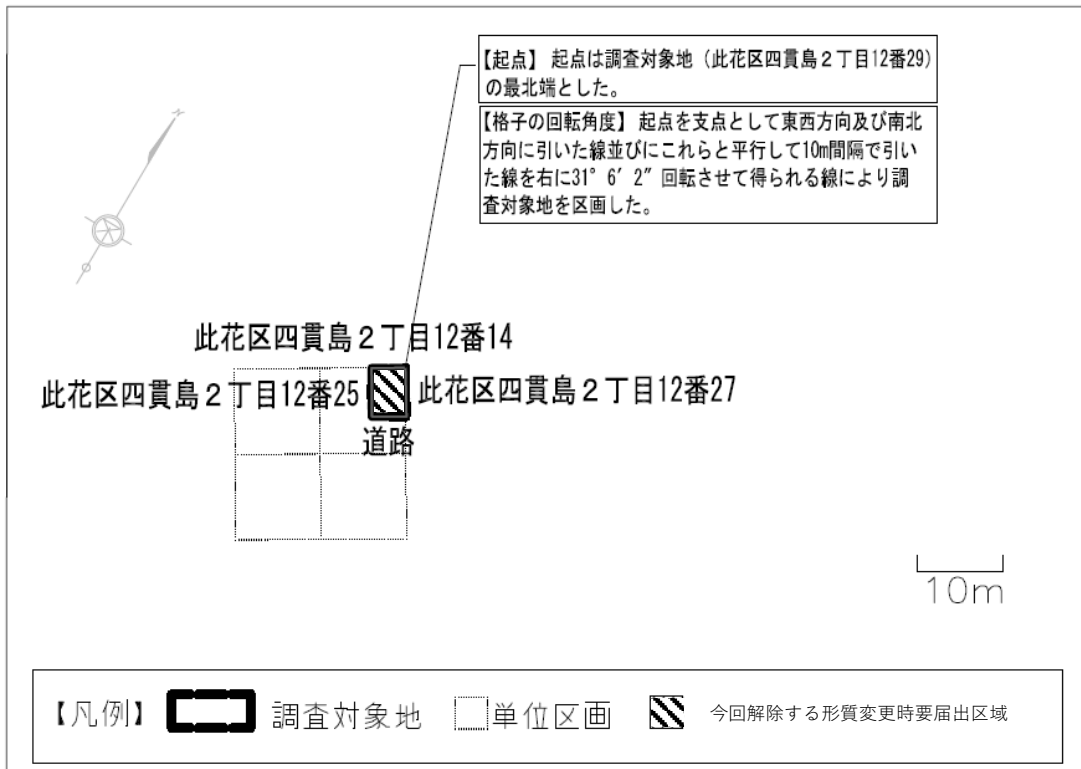 【起点】 起点は調査対象地（此花区四貫島２丁目12番29）
の最北端とした。
【格子の回転角度】 起点を支点として東西方向及び南北
方向に引いた線並びにこれらと平行して10m間隔で引い
た線を右に31° 6′ 2″ 回転させて得られる線により調
査対象地を区画した。
N
此花区四貫島２丁目12番14
此花区四貫島２丁目12番25
此花区四貫島２丁目12番27
道路
10m
【凡例】 調査対象地 単位区画 今回解除する形質変更時要届出区域